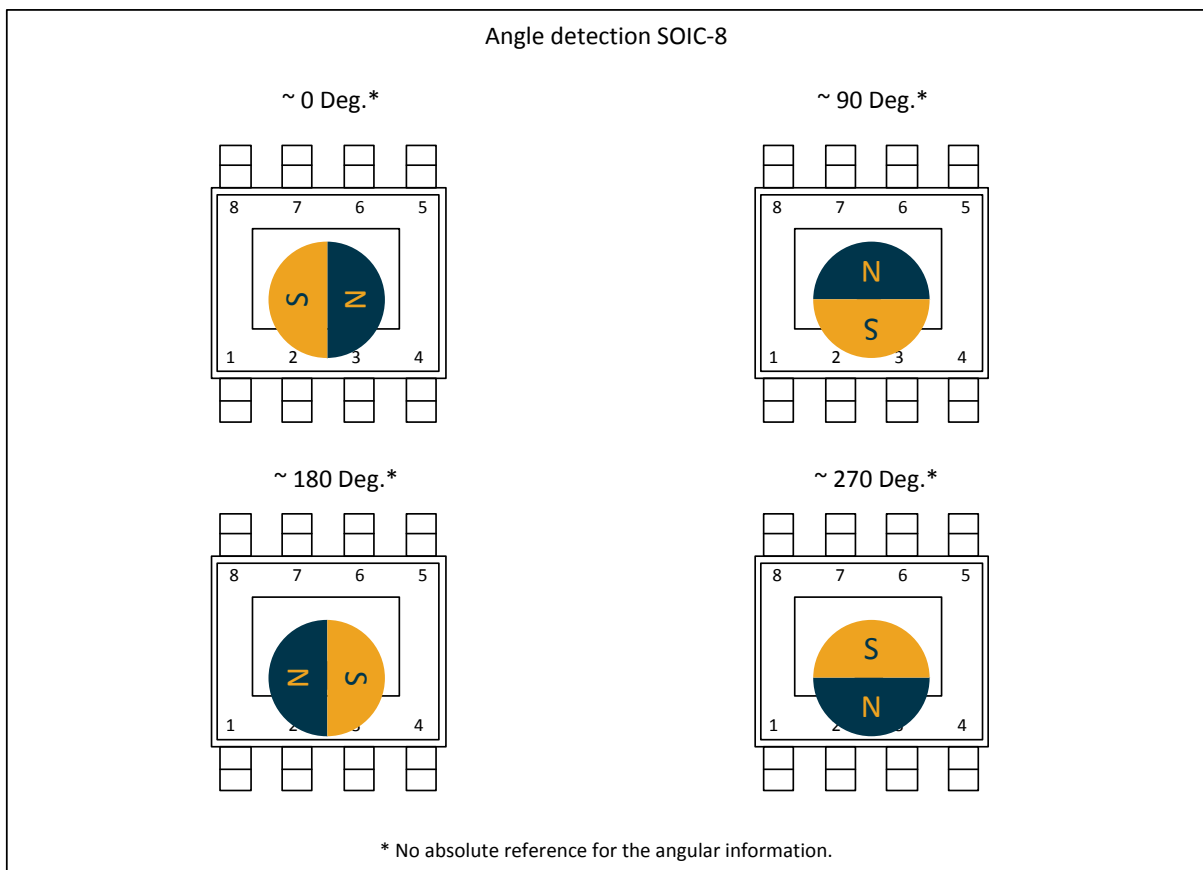 Angle detection SOIC-8
~ 0 Deg.* ~ 90 Deg.*
8 7 6 5 8 7 6 5
S N N
S
1 2 3 4 1 2 3 4
~ 180 Deg.* ~ 270 Deg.*
8 7 6 5 8 7 6 5
N S S
N
1 2 4 1 4
* No absolute reference for the angular information.